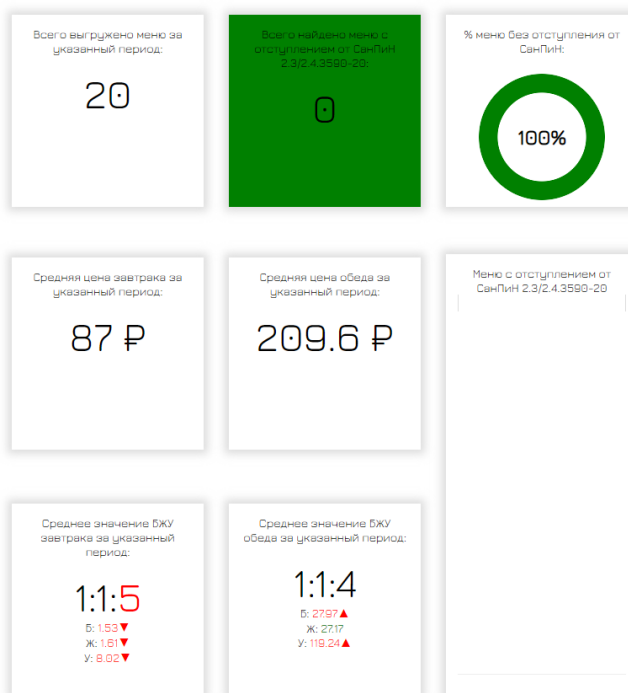 Всего выгружено меню за
указанный период:
20
Всего найдено меню с
отступлением от СанПиН
2.3/2.4.3590-20:
0
% меню без отступления от
СанПиН:
100%
Средняя цена завтрака за
указанный период:
87 ₽
Средняя цена обеда за
указанный период:
209.6 ₽
Меню с отступлением от
СанПиН 2.3/2.4.3590-20
Среднее значение БЖУ
завтрака за указанный
период:
1:1:5
Б: 1.53▼
Ж: 1.61▼
У: 8.02▼
Среднее значение БЖУ
обеда за указанный период:
1:1:4
Б: 27.97▲
Ж: 27.17
У: 119.24▲